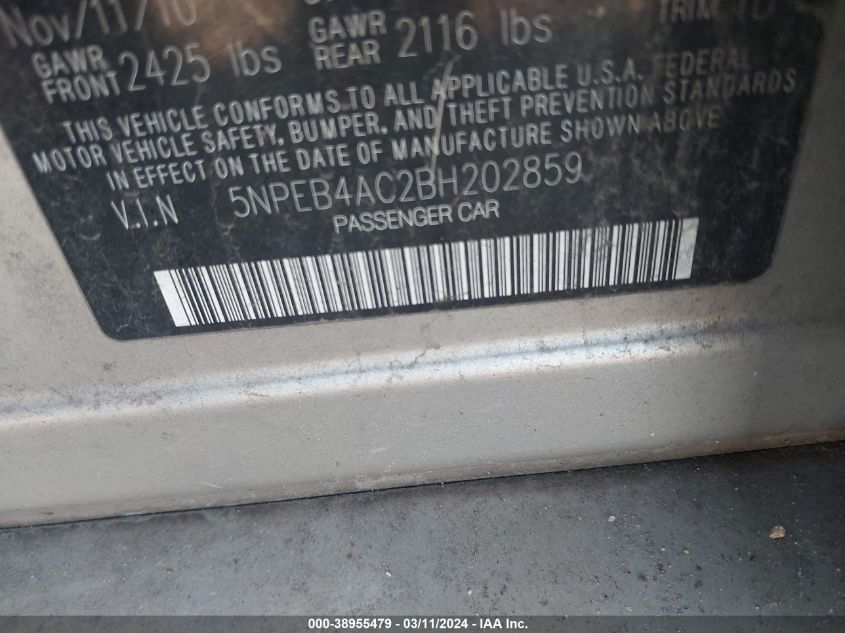 Nov/11/10
GAWR FRONT 2425 lbs GAWR REAR 2116 lbs TRIM
THIS VEHICLE CONFORMS TO ALL APPLICABLE U.S.A. FEDERAL
MOTOR VEHICLE SAFETY, BUMPER, AND THEFT PREVENTION STANDARDS
IN EFFECT ON THE DATE OF MANUFACTURE SHOWN ABOVE
V.I.N 5NPEB4AC2BH202859
PASSENGER CAR
000-38955479 - 03/11/2024 - IAA Inc.